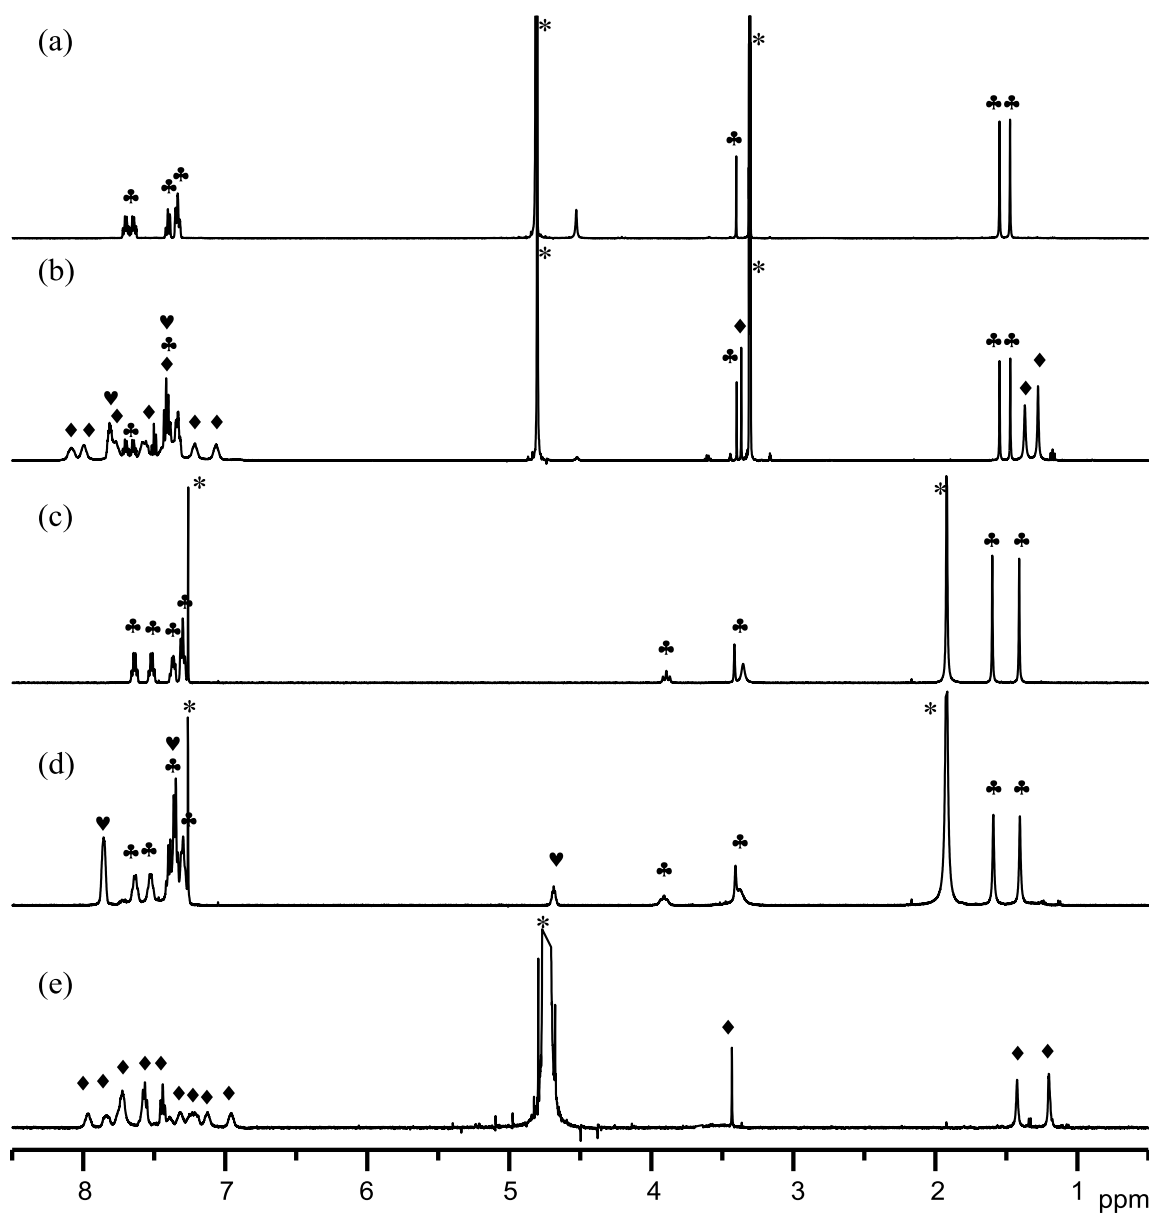 (a)
* *
♣ ♣ ♣ ♣ ♣ ♣
(b)
* *
♥ ♣ ♦ ♥ ♦ ♦ ♦ ♣ ♦ ♦ ♦ ♣ ♦ ♣ ♣ ♦ ♦
(c)
* *
♣ ♣ ♣ ♣ ♣ ♣ ♣ ♣
(d)
* *
♥ ♣ ♥ ♣ ♣ ♣ ♥ ♣ ♣ ♣ ♣
(e)
*
♦ ♦ ♦ ♦ ♦ ♦ ♦ ♦ ♦ ♦ ♦ ♦
8 7 6 5 4 3 2 1 ppm